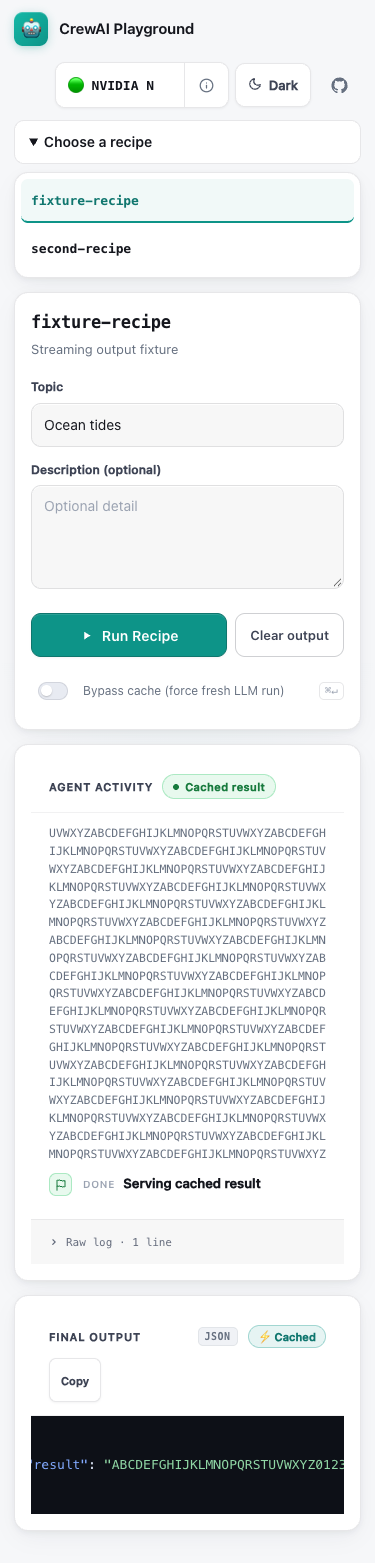 CrewAI Playground
NVIDIA N
Dark
▼ Choose a recipe
fixture-recipe
second-recipe
fixture-recipe
Streaming output fixture
Topic
Ocean tides
Description (optional)
Optional detail
Run Recipe
Clear output
Bypass cache (force fresh LLM run)
⌘↵
AGENT ACTIVITY
Cached result
UVWXYZABCDEFGHIJKLMNOPQRSTUVWXYZABCDEFGH
IJKLMNOPQRSTUVWXYZABCDEFGHIJKLMNOPQRSTUV
WXYZABCDEFGHIJKLMNOPQRSTUVWXYZABCDEFGHIJ
KLMNOPQRSTUVWXYZABCDEFGHIJKLMNOPQRSTUVWX
YZABCDEFGHIJKLMNOPQRSTUVWXYZABCDEFGHIJKL
MNOPQRSTUVWXYZABCDEFGHIJKLMNOPQRSTUVWXYZ
ABCDEFGHIJKLMNOPQRSTUVWXYZABCDEFGHIJKLMN
OPQRSTUVWXYZABCDEFGHIJKLMNOPQRSTUVWXYZAB
CDEFGHIJKLMNOPQRSTUVWXYZABCDEFGHIJKLMNOP
QRSTUVWXYZABCDEFGHIJKLMNOPQRSTUVWXYZABCD
EFGHIJKLMNOPQRSTUVWXYZABCDEFGHIJKLMNOPQR
STUVWXYZABCDEFGHIJKLMNOPQRSTUVWXYZABCDEF
GHIJKLMNOPQRSTUVWXYZABCDEFGHIJKLMNOPQRST
UVWXYZABCDEFGHIJKLMNOPQRSTUVWXYZABCDEFGH
IJKLMNOPQRSTUVWXYZABCDEFGHIJKLMNOPQRSTUV
WXYZABCDEFGHIJKLMNOPQRSTUVWXYZABCDEFGHIJ
KLMNOPQRSTUVWXYZABCDEFGHIJKLMNOPQRSTUVWX
YZABCDEFGHIJKLMNOPQRSTUVWXYZABCDEFGHIJKL
MNOPQRSTUVWXYZABCDEFGHIJKLMNOPQRSTUVWXYZ
DONE Serving cached result
Raw log · 1 line
FINAL OUTPUT
JSON
⚡ Cached
Copy
"result": "ABCDEFGHIJKLMNOPQRSTUVWXYZ0123